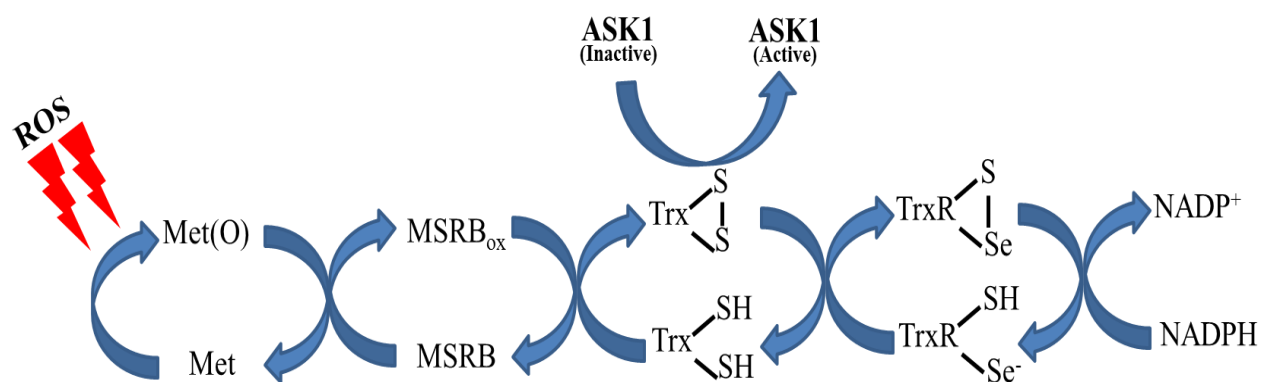 ASK1
(Inactive)
ASK1
(Active)
ROS
Met(O)
MSRBox
Trx
S
S
TrxR
S
Se
NADP+
Met
MSRB
Trx
SH
SH
TrxR
SH
Se-
NADPH